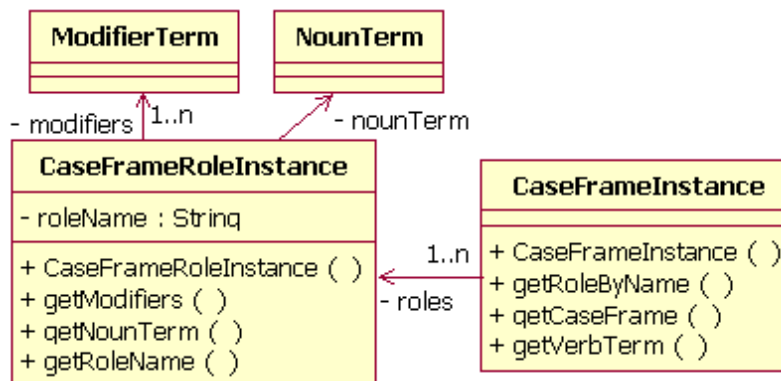 ModifierTerm
NounTerm
- modifiers
1..n
- nounTerm
CaseFrameRoleInstance
- roleName : String
+ CaseFrameRoleInstance ( )
+ getModifiers ( )
+ getNounTerm ( )
+ getRoleName ( )
1..n
- roles
CaseFrameInstance
+ CaseFrameInstance ( )
+ getRoleByName ( )
+ getCaseFrame ( )
+ getVerbTerm ( )